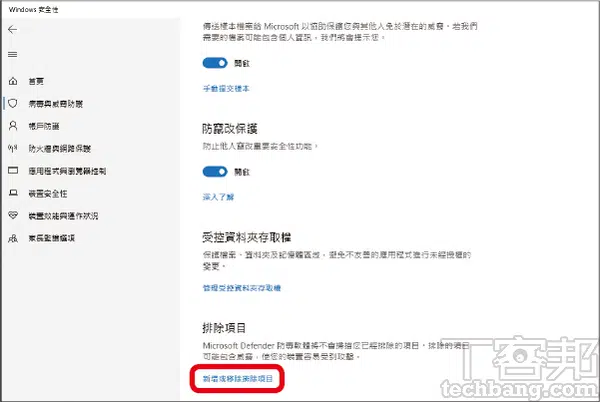 Windows 安全性
傳送樣本檔案給 Microsoft 以協助保護您與其他人免於潛在的威脅。若我們
需要的檔案可能包含個人資訊，我們將會提示您。
開啟
手動提交樣本
首頁
病毒與威脅防護
帳戶防護
防火牆與網路保護
應用程式與瀏覽器控制
裝置安全性
裝置效能與運作狀況
家長監護選項
防竄改保護
防止他人竄改重要安全性功能。
開啟
深入了解
受控資料夾存取權
保護檔案、資料夾及記憶體區域，避免不友善的應用程式進行未經授權的
變更。
管理受控資料夾存取權
排除項目
Microsoft Defender 防毒軟體將不會掃描您已經排除的項目。排除的項目
可能包含威脅，使您的裝置容易受到攻擊。
新增或移除排除項目
T客邦
techbang.com